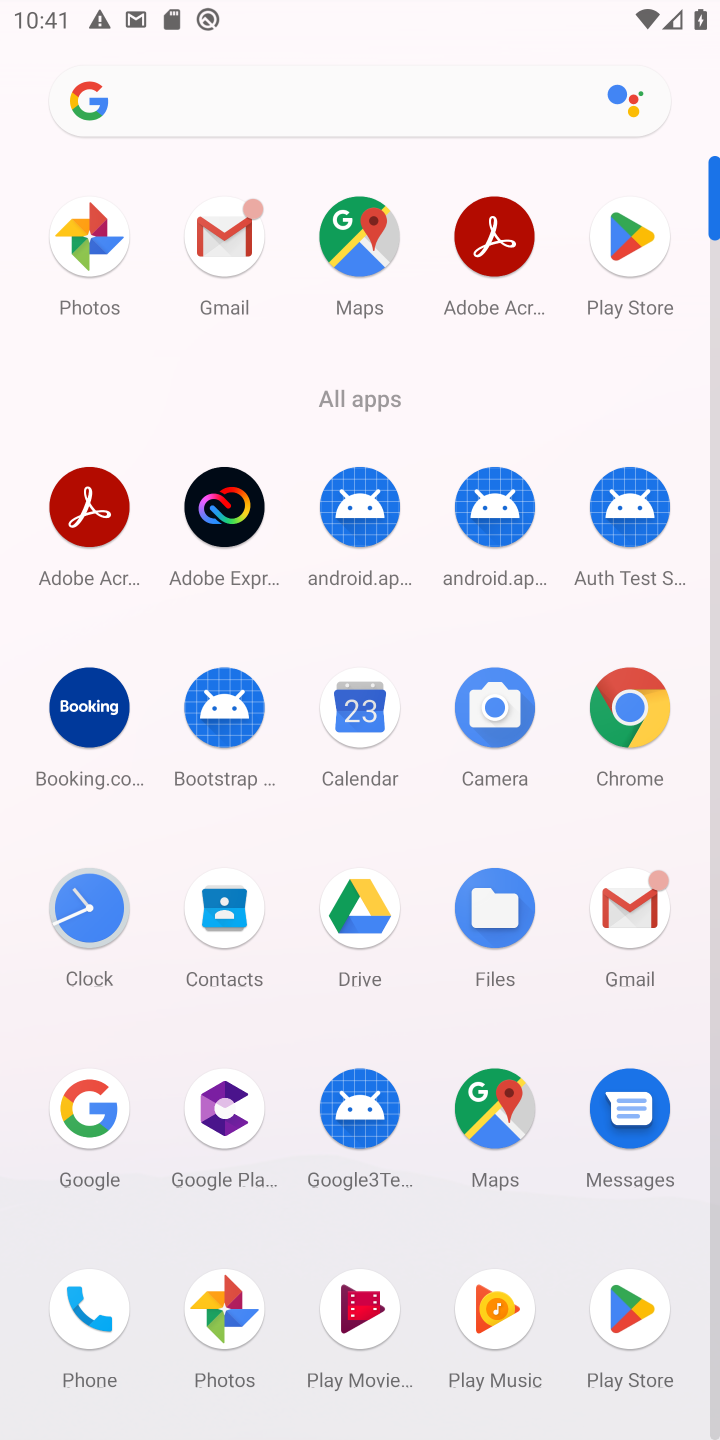 10:41
G
Photos Gmail Maps Adobe Acr... Play Store
All apps
Adobe Acr... Adobe Expr... android.ap... android.ap... Auth Test S...
Booking
23
Booking.co... Bootstrap ... Calendar Camera Chrome
Clock Contacts Drive Files Gmail
G
Google Google Pla... Google3Te... Maps Messages
Phone Photos Play Movie... Play Music Play Store